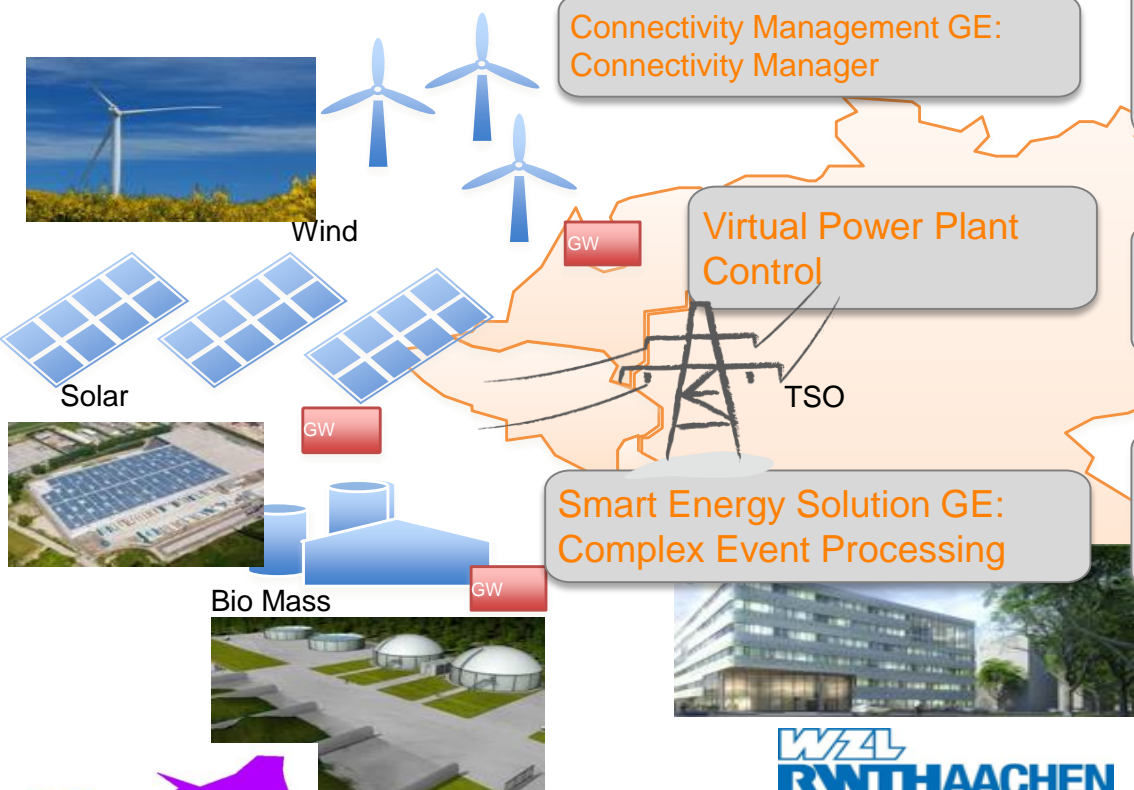 Connectivity Management GE:
Connectivity Manager
Wind
GW
Virtual Power Plant
Control
Solar
TSO
GW
Smart Energy Solution GE:
Complex Event Processing
GW
Bio Mass
WZL
RWTHAACHEN